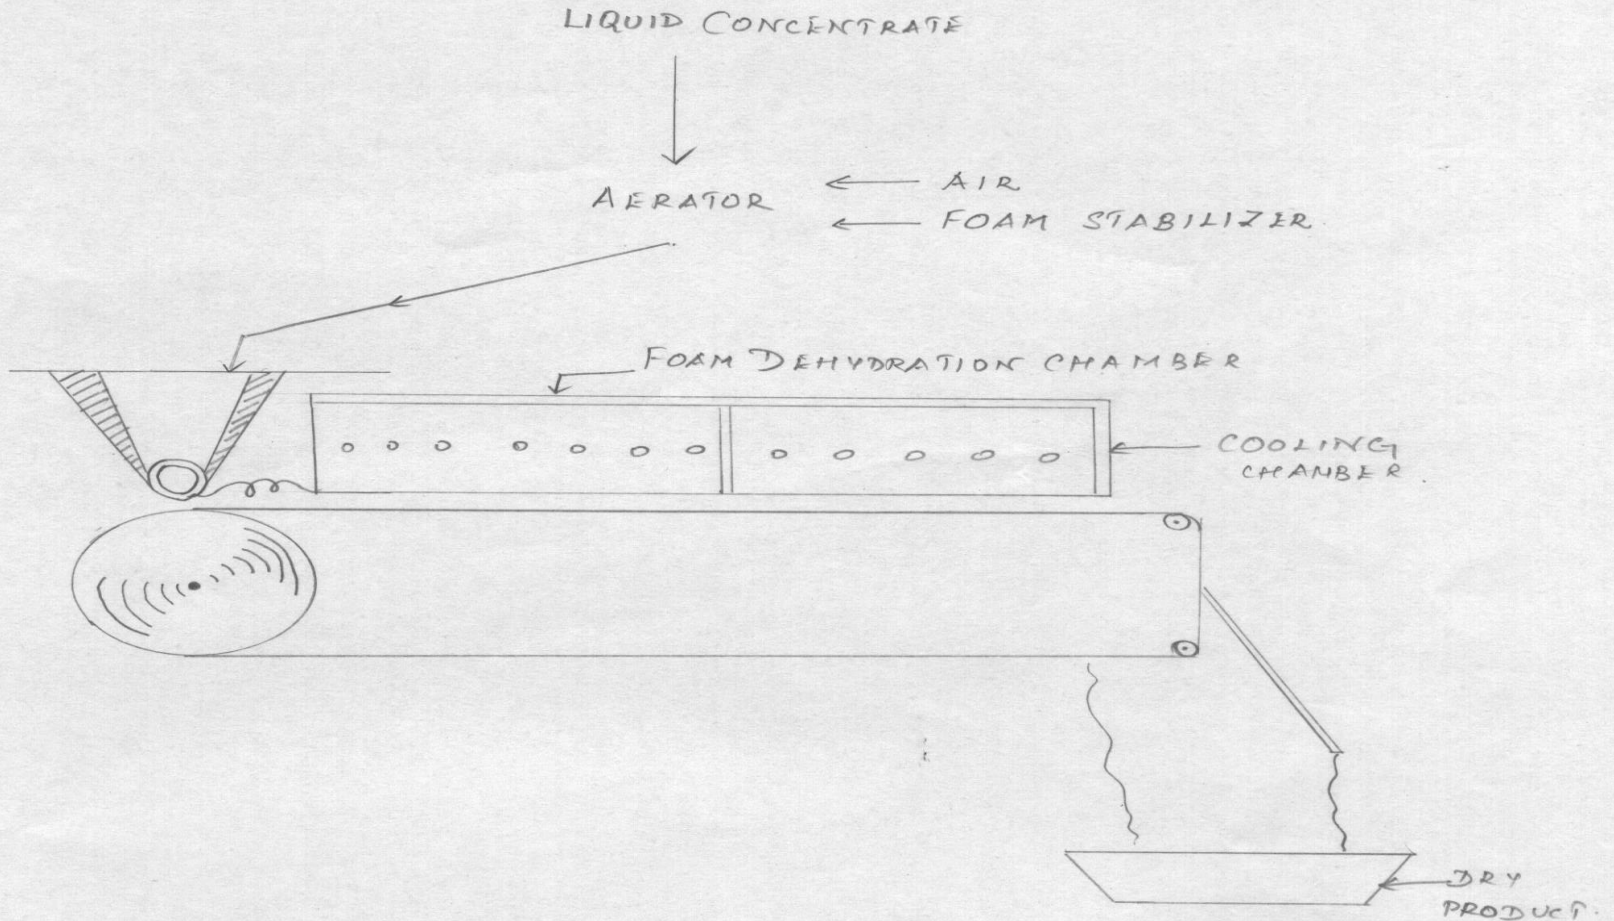 LIQUID CONCENTRATE
AERATOR
AIR
FOAM STABILIZER
FOAM DEHYDRATION CHAMBER
COOLING
CHAMBER
DRY
PRODUCT